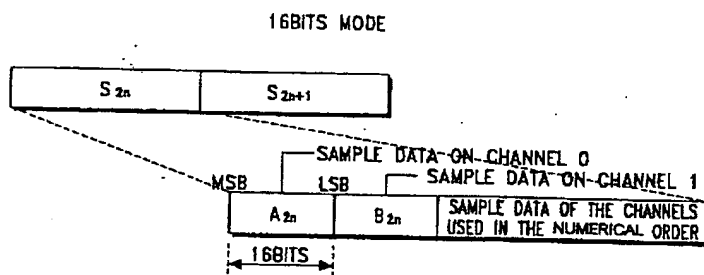 16BITS MODE
S2n S2n+1
SAMPLE DATA ON CHANNEL 0
MSB LSB SAMPLE DATA ON CHANNEL 1
A2n B2n SAMPLE DATA OF THE CHANNELS
USED IN THE NUMERICAL ORDER
16BITS